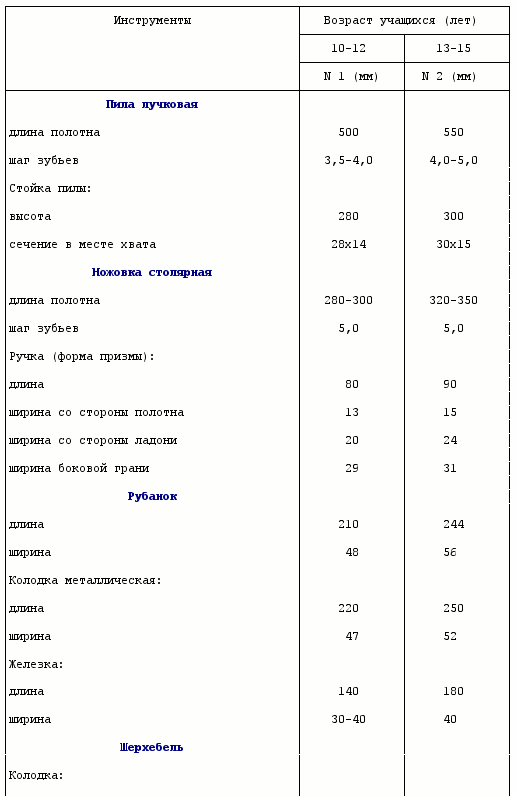 Инструменты Возраст учащихся (лет)
10-12 13-15
N 1 (мм) N 2 (мм)
Пила лучковая
длина полотна 500 550
шаг зубьев 3,5-4,0 4,0-5,0
Стойка пилы:
высота 280 300
сечение в месте хвата 28x14 30x15
Ножовка столярная
длина полотна 280-300 320-350
шаг зубьев 5,0 5,0
Ручка (форма призмы):
длина 80 90
ширина со стороны полотна 13 15
ширина со стороны ладони 20 24
ширина боковой грани 29 31
Рубанок
длина 210 244
ширина 48 56
Колодка металлическая:
длина 220 250
ширина 47 52
Железка:
длина 140 180
ширина 30-40 40
Шерхебель
Колодка: